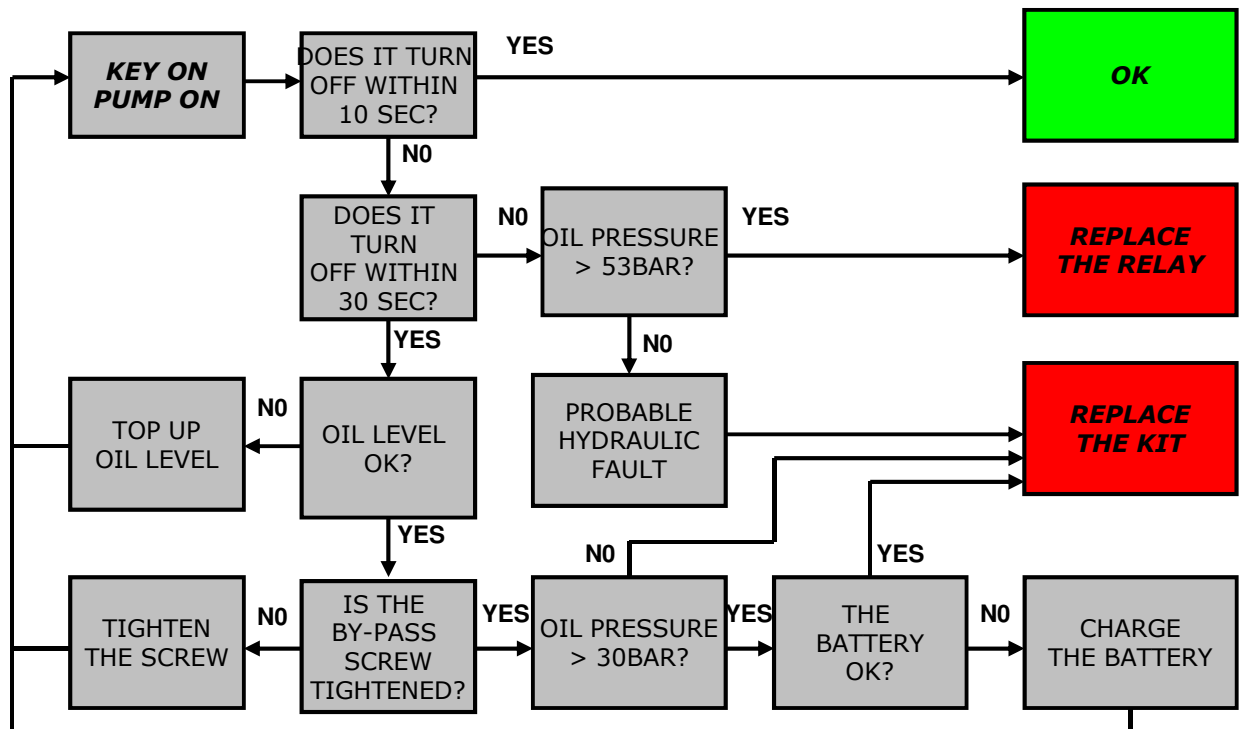 KEY ON
PUMP ON
DOES IT TURN
OFF WITHIN
10 SEC?
YES
OK
N0
DOES IT
TURN
OFF WITHIN
30 SEC?
N0
OIL PRESSURE
> 53BAR?
YES
REPLACE
THE RELAY
YES
N0
TOP UP
OIL LEVEL
N0
OIL LEVEL
OK?
PROBABLE
HYDRAULIC
FAULT
REPLACE
THE KIT
YES
N0
YES
TIGHTEN
THE SCREW
N0
IS THE
BY-PASS
SCREW
TIGHTENED?
YES
OIL PRESSURE
> 30BAR?
YES
THE
BATTERY
OK?
N0
CHARGE
THE BATTERY